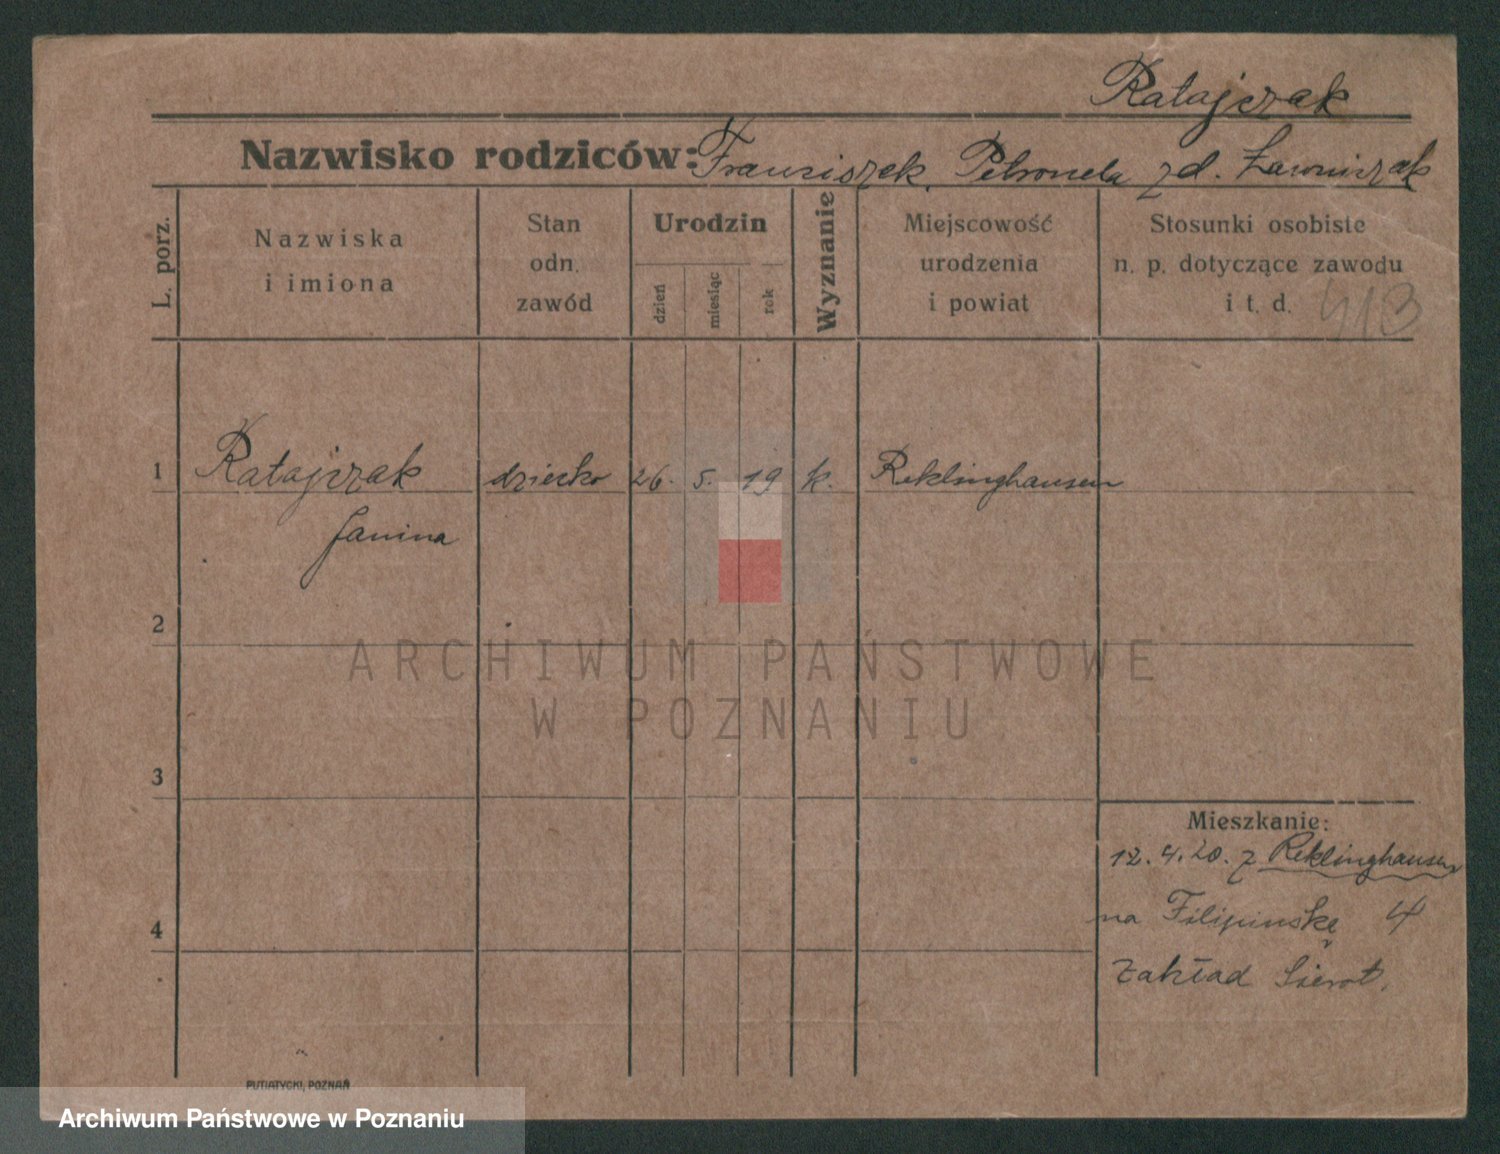 Ratajczak
Nazwisko rodziców: Franciszek, Petronela zd. Ławniczak
L. porz.
Nazwiska
i imiona
Stan
odn.
zawód
Urodzin
dzień
miesiąc
rok
Wyznanie
Miejscowość
urodzenia
i powiat
Stosunki osobiste
n. p. dotyczące zawodu
i t. d.
413
1 Ratajczak dziecko 26. 5. 19 k. Reklinghausen
Janina
2
ARCHIWUM PAŃSTWOWE
W POZNANIU
3
Mieszkanie:
12. 4. 20. z Reklinghausen
na Filipinskę 4
4
Zakład Sierot.
PUTIATYCKI, POZNAŃ
Archiwum Państwowe w Poznaniu